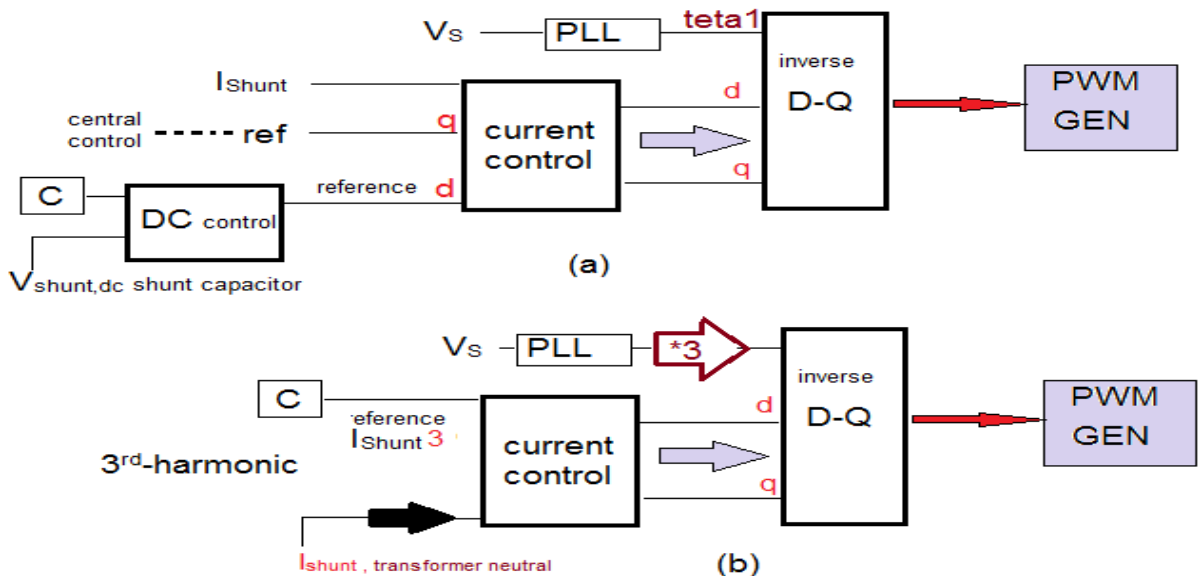 teta1
Vs
PLL
inverse
D-Q
PWM
GEN
IShunt
central
control
ref
q
current
control
d
q
reference
d
C
DC control
Vshunt,dc shunt capacitor
(a)
Vs
PLL
*3
inverse
D-Q
PWM
GEN
C
reference
IShunt 3
current
control
d
q
3rd-harmonic
Ishunt , transformer neutral
(b)